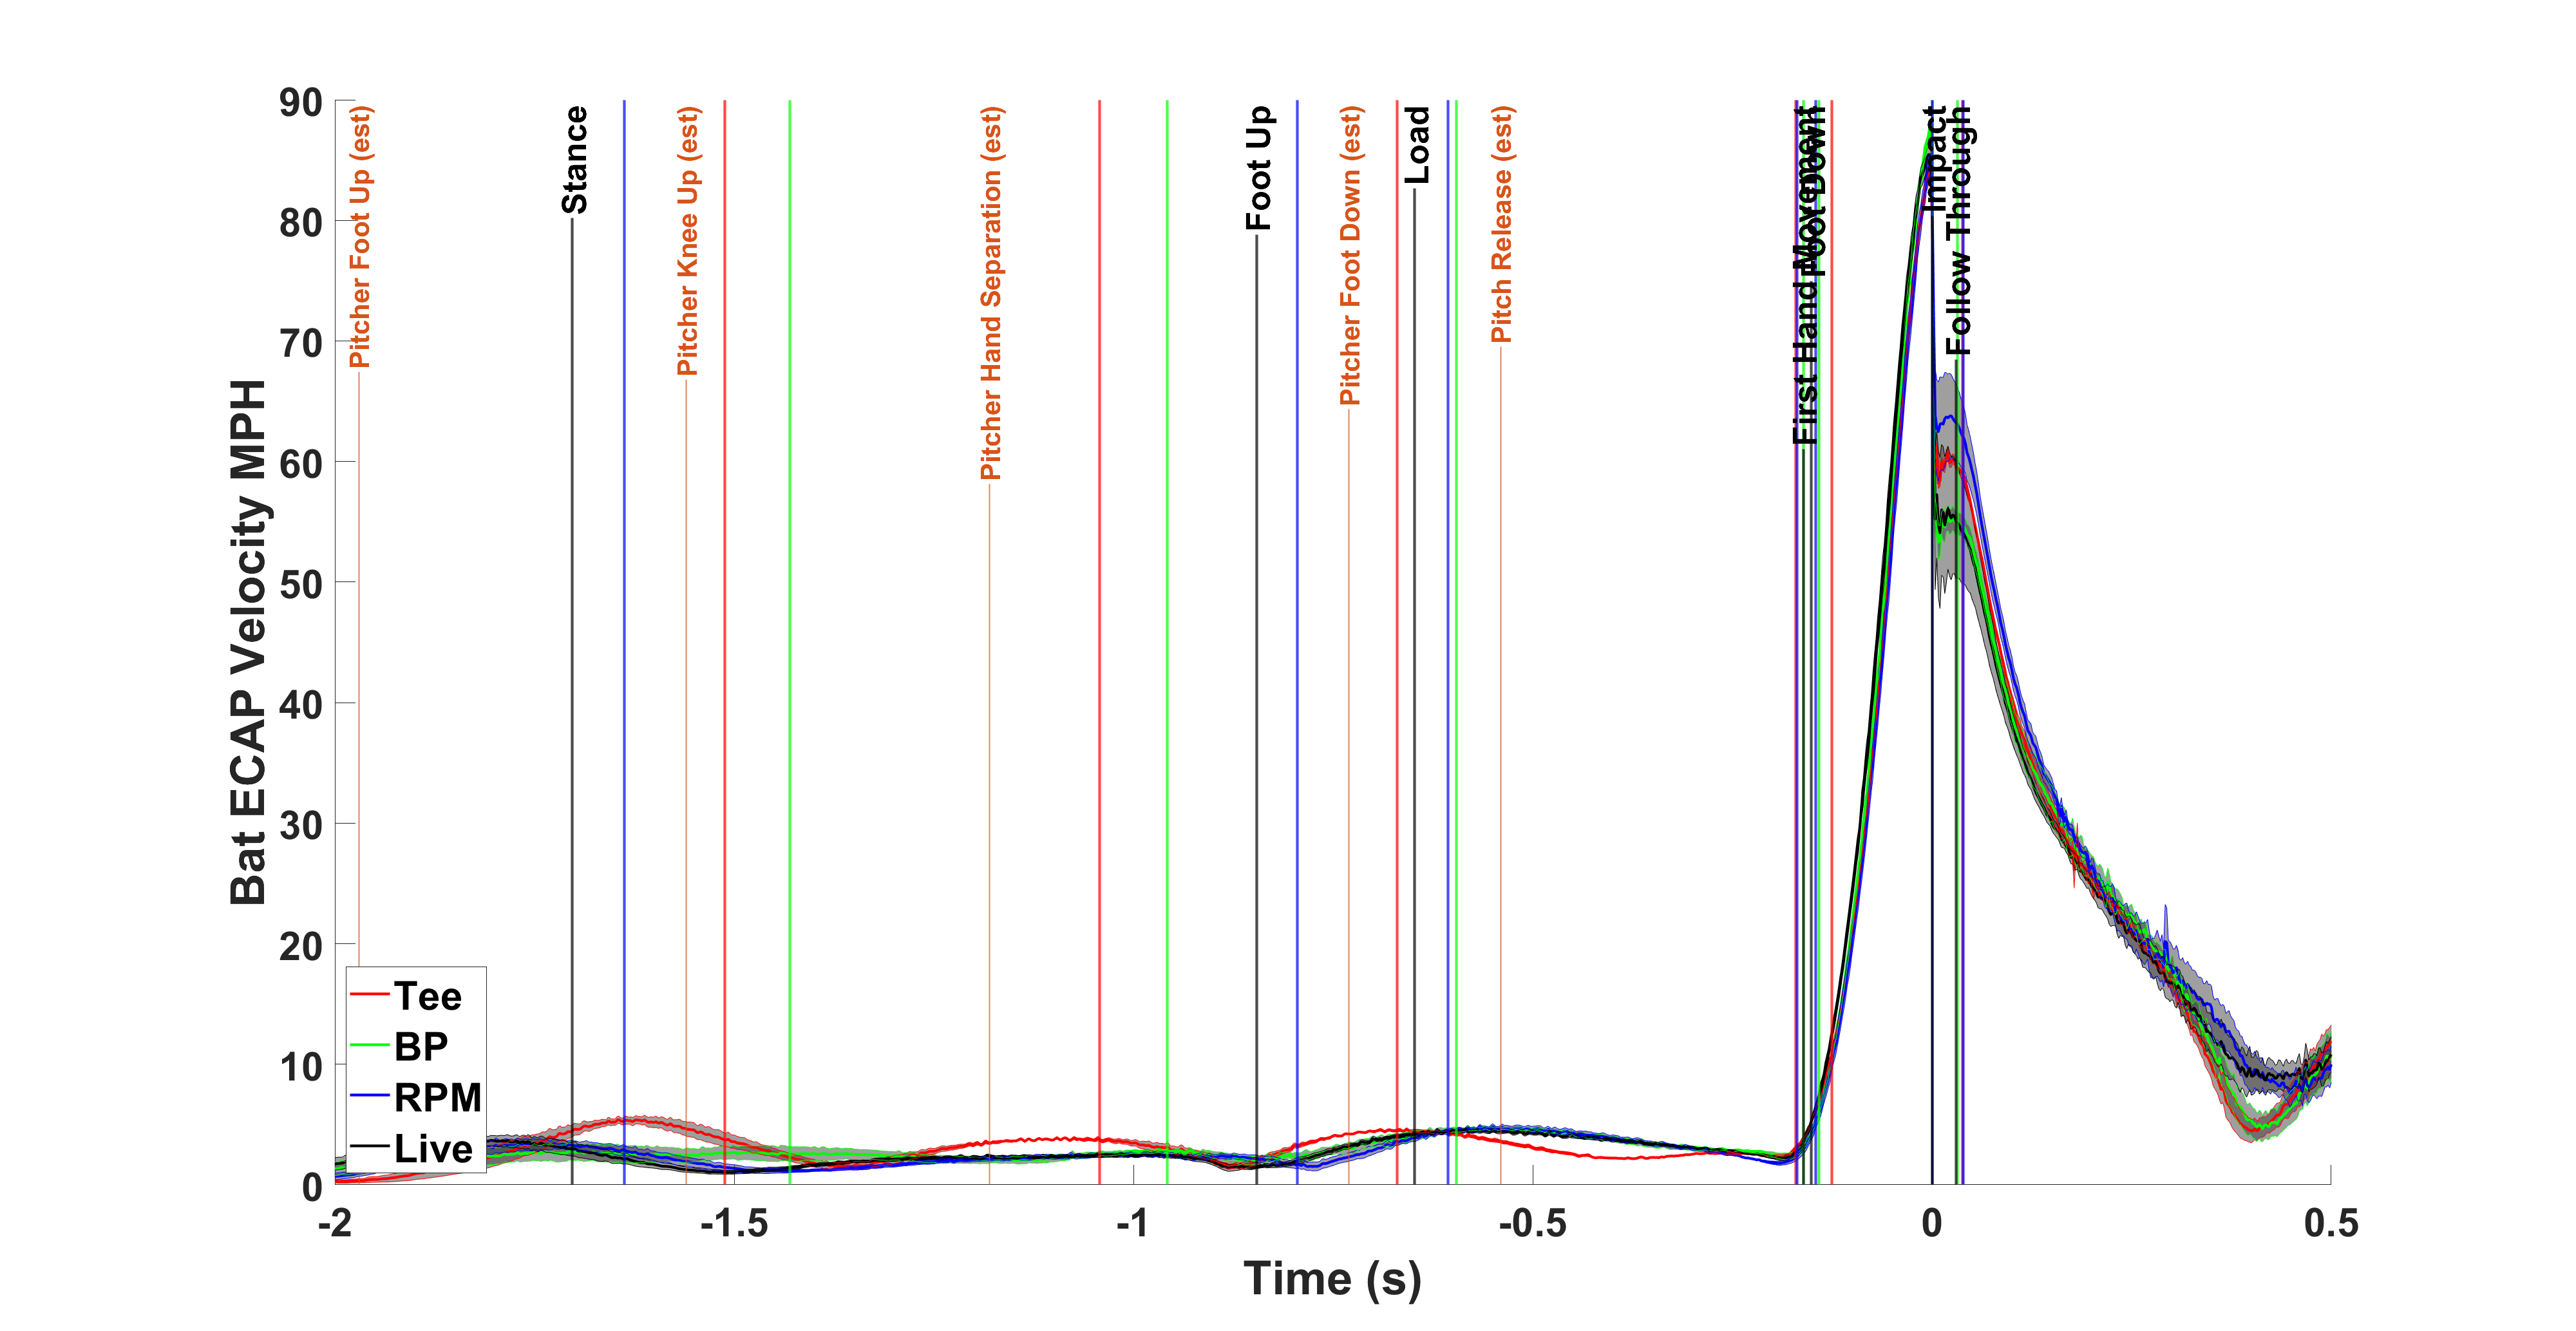 Bat ECAP Velocity MPH
90
80
70
60
50
40
30
20
10
0
Pitcher Foot Up (est)
Stance
Pitcher Knee Up (est)
Pitcher Hand Separation (est)
Foot Up
Pitcher Foot Down (est)
Load
Pitch Release (est)
First Hand Movement
Foot Down
Impact
Follow Through
Tee
BP
RPM
Live
-2
-1.5
-1
-0.5
0
0.5
Time (s)